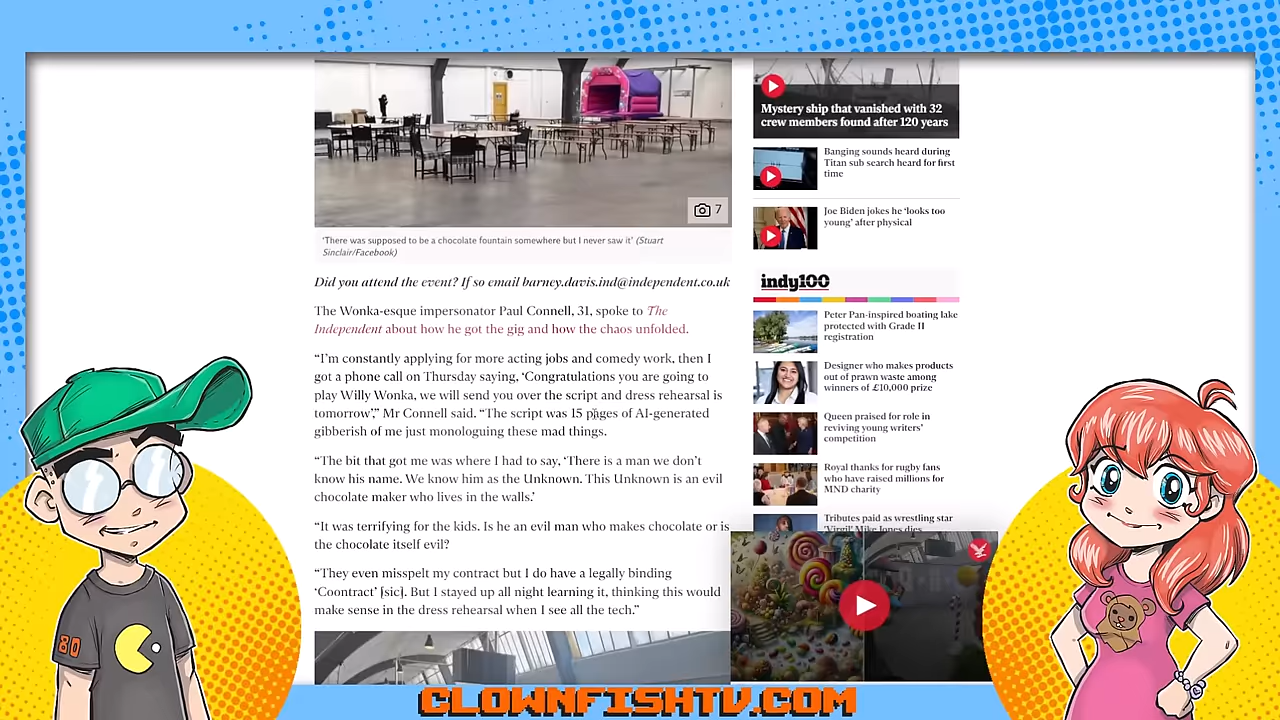 7
‘There was supposed to be a chocolate fountain somewhere but I never saw it’ (Stuart
Sinclair/Facebook)
Did you attend the event? If so email barney.davis.ind@independent.co.uk
The Wonka-esque impersonator Paul Connell, 31, spoke to The
Independent about how he got the gig and how the chaos unfolded.
“I’m constantly applying for more acting jobs and comedy work, then I
got a phone call on Thursday saying, ‘Congratulations you are going to
play Willy Wonka, we will send you over the script and dress rehearsal is
tomorrow’,” Mr Connell said. “The script was 15 pages of AI-generated
gibberish of me just monologuing these mad things.
“The bit that got me was where I had to say, ‘There is a man we don’t
know his name. We know him as the Unknown. This Unknown is an evil
chocolate maker who lives in the walls.’
“It was terrifying for the kids. Is he an evil man who makes chocolate or is
the chocolate itself evil?
“They even misspelt my contract but I do have a legally binding
‘Coontract’ [sic]. But I stayed up all night learning it, thinking this would
make sense in the dress rehearsal when I see all the tech.”
Mystery ship that vanished with 32
crew members found after 120 years
Banging sounds heard during
Titan sub search heard for first
time
Joe Biden jokes he ‘looks too
young’ after physical
indy100
Peter Pan-inspired boating lake
protected with Grade II
registration
Designer who makes products
out of prawn waste among
winners of £10,000 prize
Queen praised for role in
reviving young writers’
competition
Royal thanks for rugby fans
who have raised millions for
MND charity
Tributes paid as wrestling star
‘Virgil’ Mike Jones dies
80
CLOWNFISHTV.COM